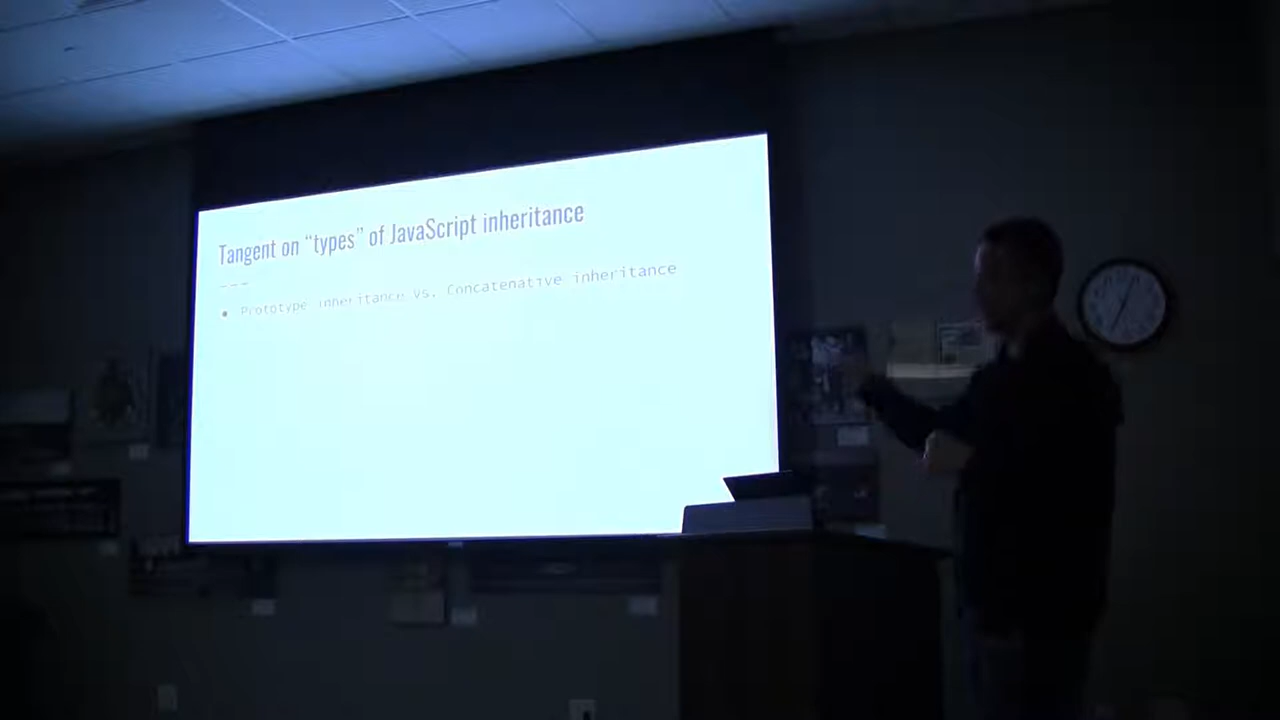 Tangent on “types” of JavaScript inheritance
---
• Prototype inheritance vs. Concatenative inheritance